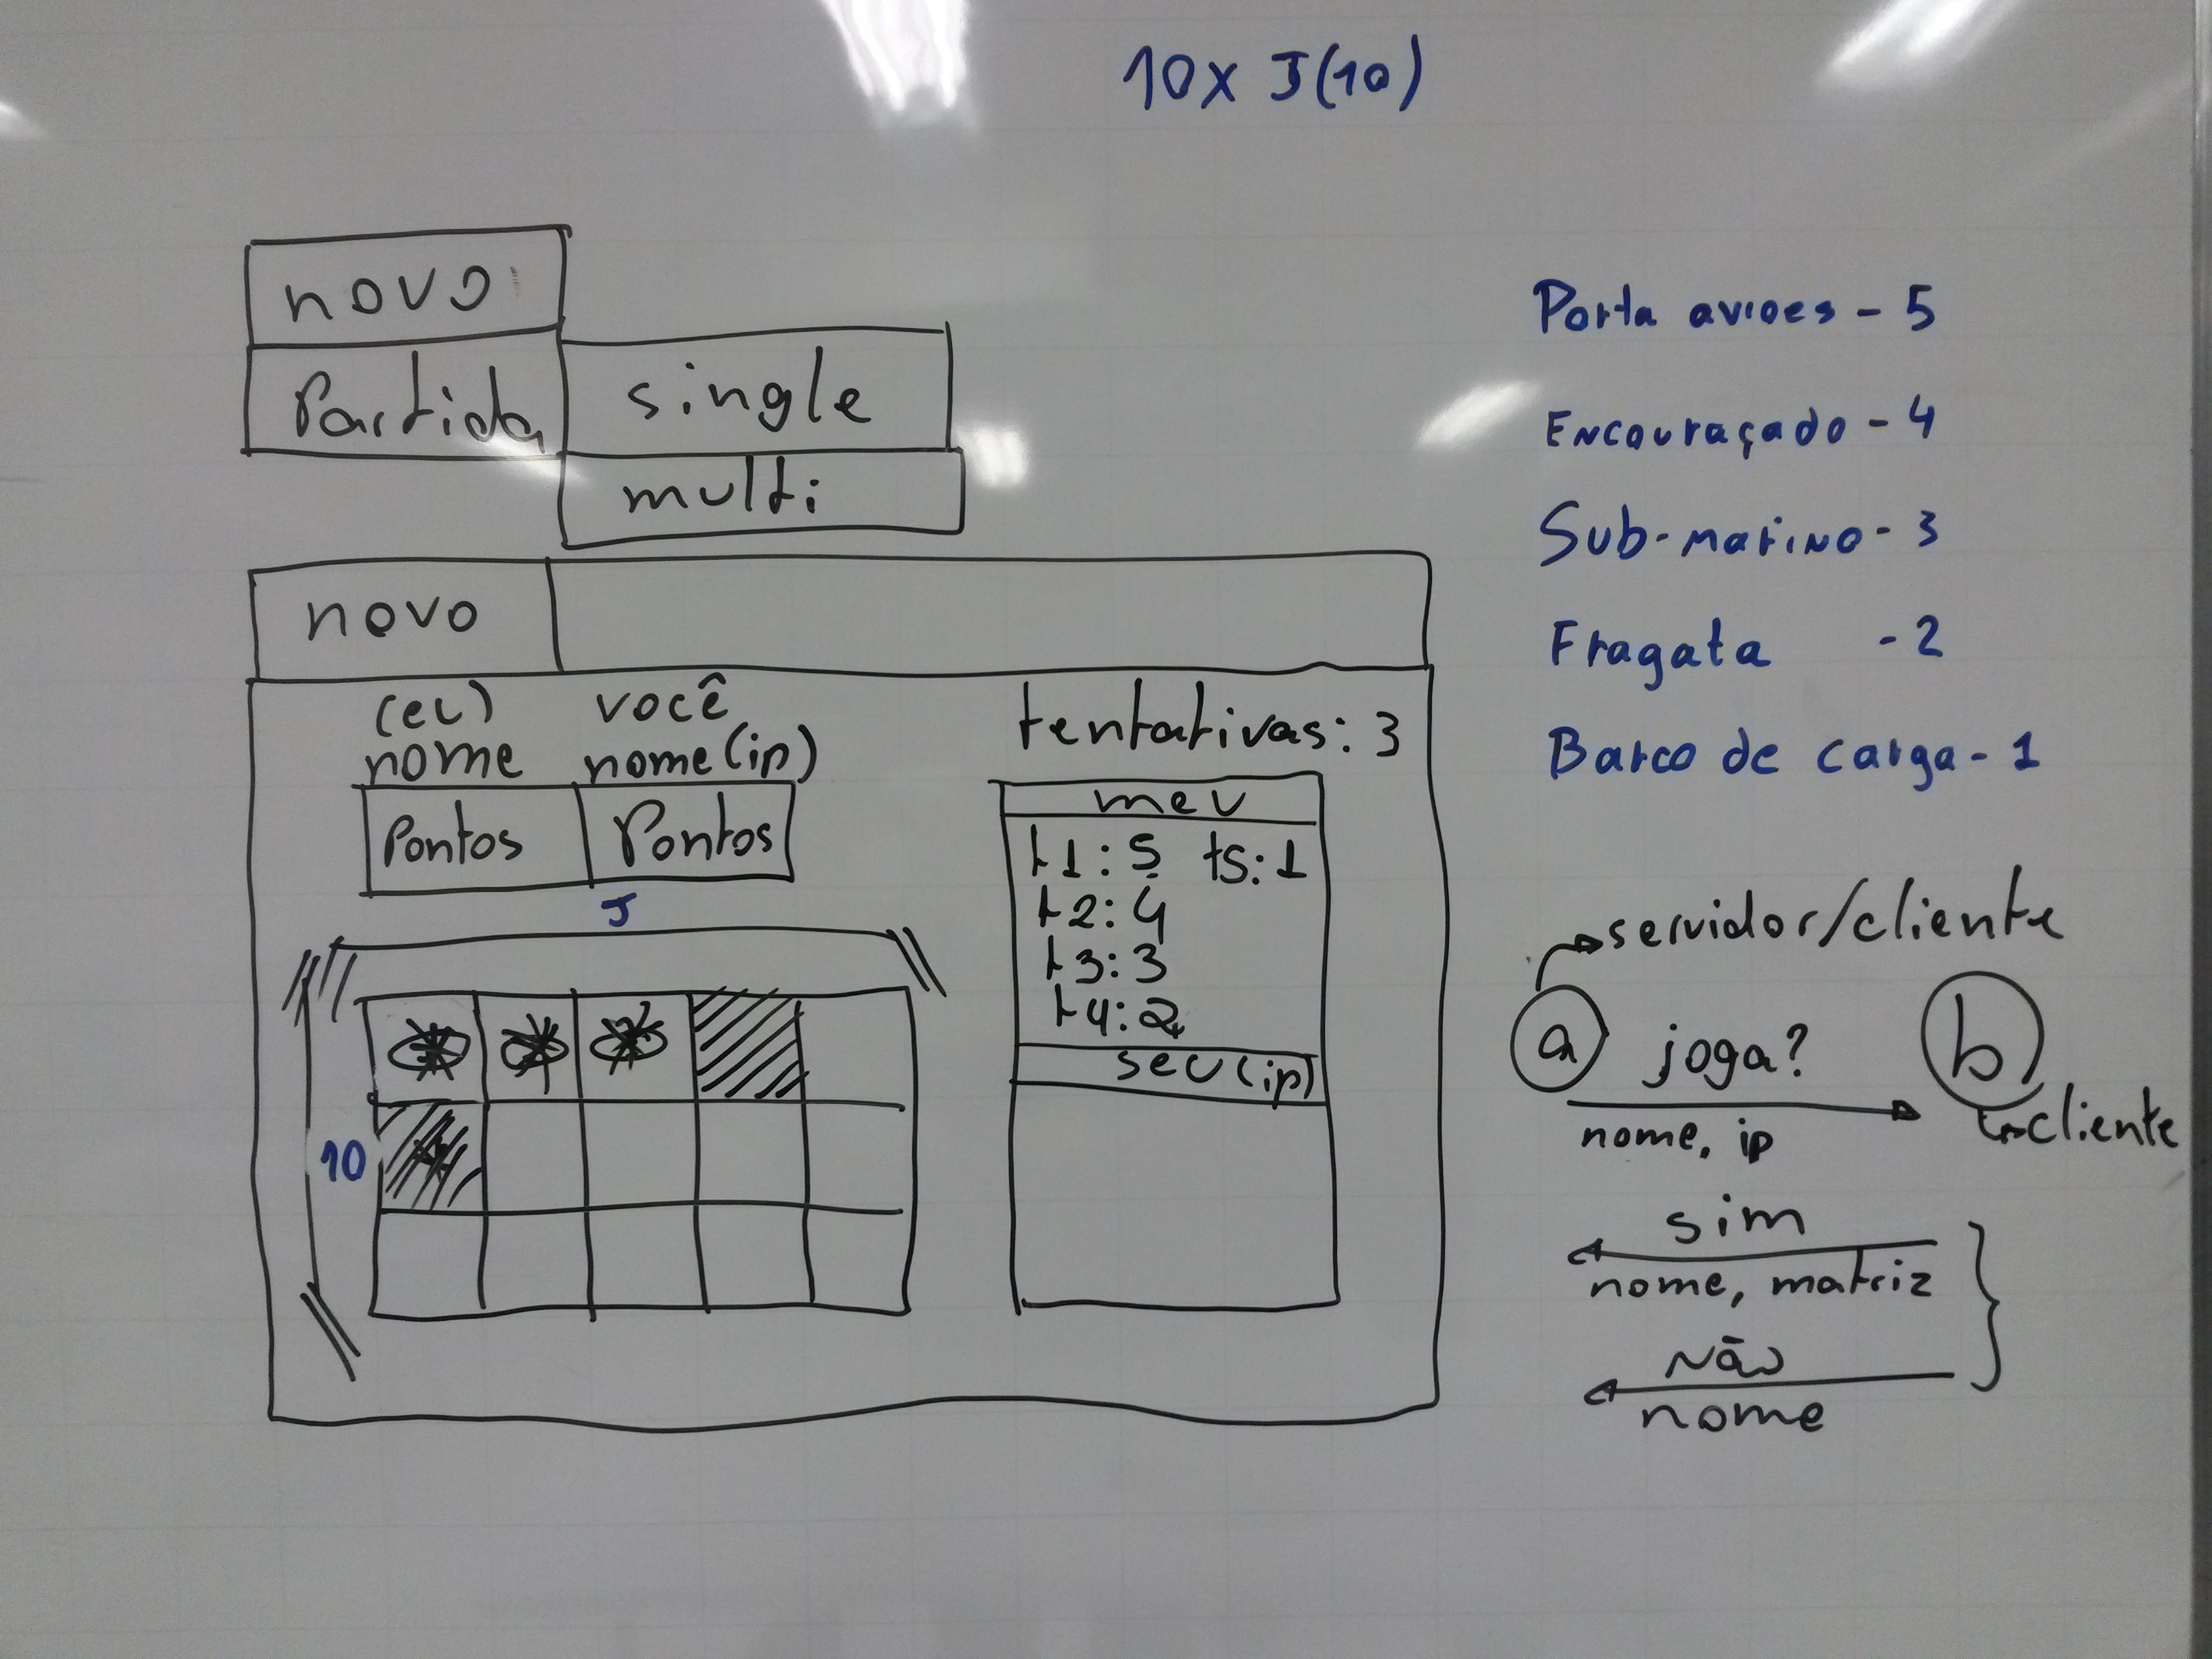 10x J(10)
novo
Partida
single
multi
novo
(eu)
nome
você
nome(ip)
Pontos
Pontos
tentativas: 3
meu
t1: 5 t5: 1
t2: 4
t3: 3
t4: 2
seu(ip)
J
10
Porta avioes - 5
Encouraçado - 4
Sub-marino - 3
Fragata - 2
Barco de carga - 1
servidor/cliente
a joga? b
nome, ip
cliente
sim
nome, matriz
Não
nome